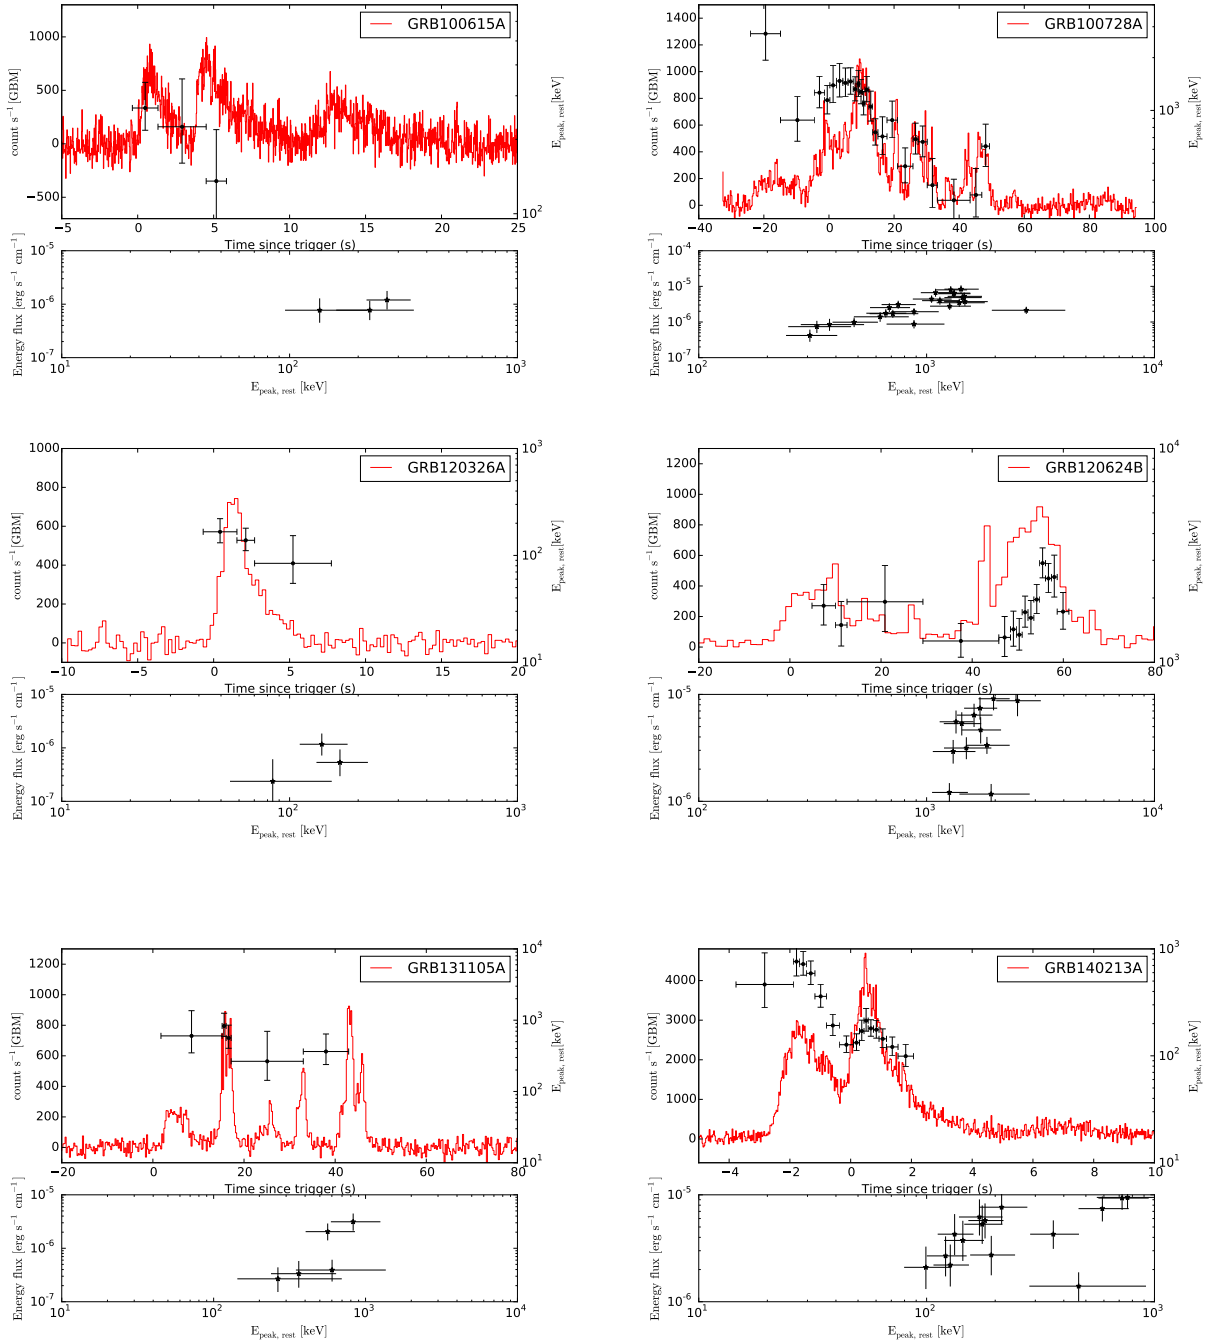 GRB100615A
count s⁻¹ [GBM]
1000
500
0
−500
E_peak,rest [keV]
10²
−5 0 5 10 15 20 25
Time since trigger (s)
Energy flux [erg s⁻¹ cm⁻¹]
10⁻⁵
10⁻⁶
10⁻⁷
10¹ 10² 10³
E_peak, rest [keV]
GRB100728A
count s⁻¹ [GBM]
1400
1200
1000
800
600
400
200
0
E_peak,rest [keV]
10³
−40 −20 0 20 40 60 80 100
Time since trigger (s)
Energy flux [erg s⁻¹ cm⁻¹]
10⁻⁴
10⁻⁵
10⁻⁶
10⁻⁷
10² 10³ 10⁴
E_peak, rest [keV]
GRB120326A
count s⁻¹ [GBM]
1000
800
600
400
200
0
E_peak,rest[keV]
10³
10²
10¹
−10 −5 0 5 10 15 20
Time since trigger (s)
Energy flux [erg s⁻¹ cm⁻¹]
10⁻⁵
10⁻⁶
10⁻⁷
10¹ 10² 10³
E_peak, rest [keV]
GRB120624B
count s⁻¹ [GBM]
1200
1000
800
600
400
200
0
E_peak,rest[keV]
10⁴
10³
−20 0 20 40 60 80
Time since trigger (s)
Energy flux [erg s⁻¹ cm⁻¹]
10⁻⁵
10⁻⁶
10² 10³ 10⁴
E_peak, rest [keV]
GRB131105A
count s⁻¹ [GBM]
1200
1000
800
600
400
200
0
E_peak,rest[keV]
10⁴
10³
10²
10¹
−20 0 20 40 60 80
Time since trigger (s)
Energy flux [erg s⁻¹ cm⁻¹]
10⁻⁵
10⁻⁶
10⁻⁷
10¹ 10² 10³ 10⁴
E_peak, rest [keV]
GRB140213A
count s⁻¹ [GBM]
4000
3000
2000
1000
0
E_peak,rest[keV]
10³
10²
10¹
−4 −2 0 2 4 6 8 10
Time since trigger (s)
Energy flux [erg s⁻¹ cm⁻¹]
10⁻⁵
10⁻⁶
10¹ 10² 10³
E_peak, rest [keV]